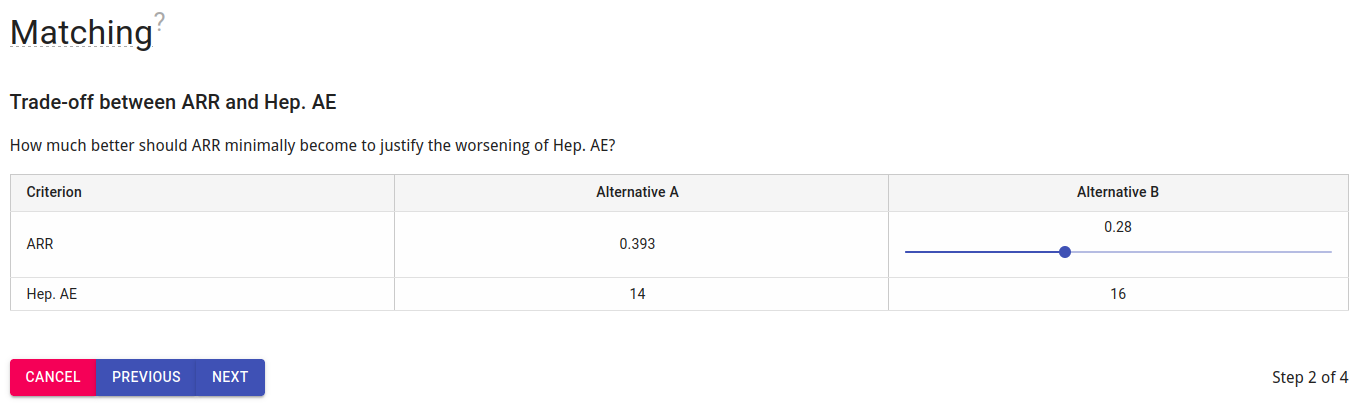 Matching?
Trade-off between ARR and Hep. AE
How much better should ARR minimally become to justify the worsening of Hep. AE?
Criterion Alternative A Alternative B
ARR 0.393 0.28
Hep. AE 14 16
CANCEL PREVIOUS NEXT Step 2 of 4